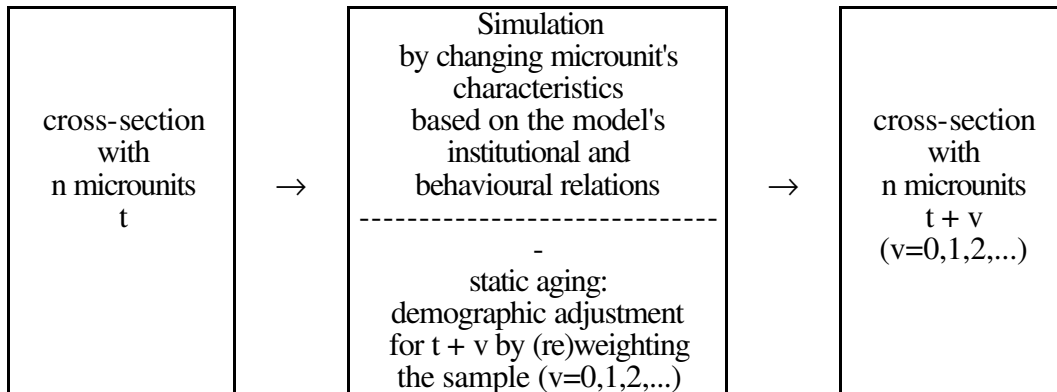 cross-section
with
n microunits
t
→
Simulation
by changing microunit's
characteristics
based on the model's
institutional and
behavioural relations
-------------------------------
-
static aging:
demographic adjustment
for t + v by (re)weighting
the sample (v=0,1,2,...)
→
cross-section
with
n microunits
t + v
(v=0,1,2,...)